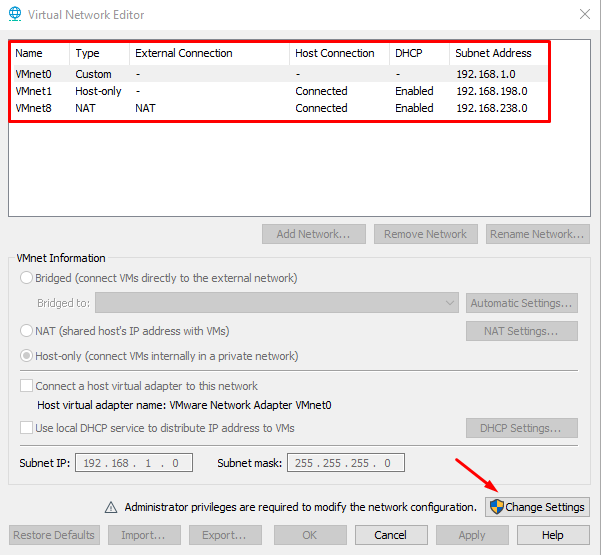 Virtual Network Editor
Name Type External Connection Host Connection DHCP Subnet Address
VMnet0 Custom - - - 192.168.1.0
VMnet1 Host-only - Connected Enabled 192.168.198.0
VMnet8 NAT NAT Connected Enabled 192.168.238.0
Add Network... Remove Network Rename Network...
VMnet Information
Bridged (connect VMs directly to the external network)
Bridged to: Automatic Settings...
NAT (shared host's IP address with VMs) NAT Settings...
Host-only (connect VMs internally in a private network)
Connect a host virtual adapter to this network
Host virtual adapter name: VMware Network Adapter VMnet0
Use local DHCP service to distribute IP address to VMs DHCP Settings...
Subnet IP: 192 . 168 . 1 . 0 Subnet mask: 255 . 255 . 255 . 0
Administrator privileges are required to modify the network configuration. Change Settings
Restore Defaults Import... Export... OK Cancel Apply Help